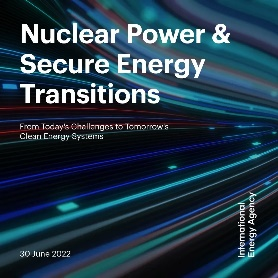 Nuclear Power &
Secure Energy
Transitions
From Today's Challenges to Tomorrow's
Clean Energy Systems
International
Energy Agency
30 June 2022